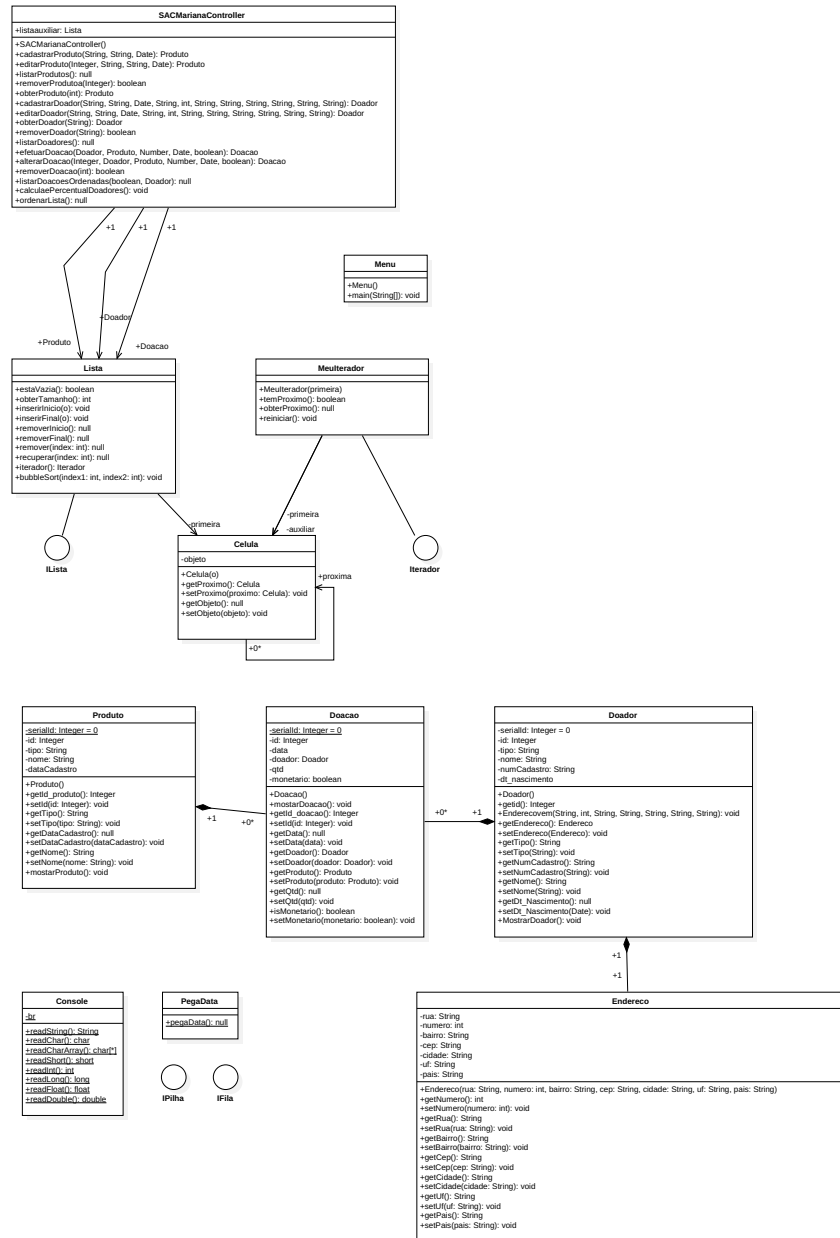 SACMarianaController
+listaauxiliar: Lista
+SACMarianaController()
+cadastrarProduto(String, String, Date): Produto
+editarProduto(Integer, String, String, Date): Produto
+listarProdutos(): null
+removerProdutoa(Integer): boolean
+obterProduto(int): Produto
+cadastrarDoador(String, String, Date, String, int, String, String, String, String, String, String): Doador
+editarDoador(String, String, Date, String, int, String, String, String, String, String, String): Doador
+obterDoador(String): Doador
+removerDoador(String): boolean
+listarDoadores(): null
+efetuarDoacao(Doador, Produto, Number, Date, boolean): Doacao
+alterarDoacao(Integer, Doador, Produto, Number, Date, boolean): Doacao
+removerDoacao(int): boolean
+listarDoacoesOrdenadas(boolean, Doador): null
+calculaePercentualDoadores(): void
+ordenarLista(): null
+1
+1
+1
+Produto
+Doador
+Doacao
Menu
+Menu()
+main(String[]): void
Lista
+estaVazia(): boolean
+obterTamanho(): int
+inserirInicio(o): void
+inserirFinal(o): void
+removerInicio(): null
+removerFinal(): null
+remover(index: int): null
+recuperar(index: int): null
+iterador(): Iterador
+bubbleSort(index1: int, index2: int): void
MeuIterador
+MeuIterador(primeira)
+temProximo(): boolean
+obterProximo(): null
+reiniciar(): void
-primeira
-primeira
-auxiliar
ILista
Iterador
Celula
-objeto
+Celula(o)
+getProximo(): Celula
+setProximo(proximo: Celula): void
+getObjeto(): null
+setObjeto(objeto): void
+proxima
+0*
Produto
-serialId: Integer = 0
-id: Integer
-tipo: String
-nome: String
-dataCadastro
+Produto()
+getId_produto(): Integer
+setId(id: Integer): void
+getTipo(): String
+setTipo(tipo: String): void
+getDataCadastro(): null
+setDataCadastro(dataCadastro): void
+getNome(): String
+setNome(nome: String): void
+mostarProduto(): void
+1
+0*
Doacao
-serialId: Integer = 0
-id: Integer
-data
-doador: Doador
-qtd
-monetario: boolean
+Doacao()
+mostarDoacao(): void
+getId_doacao(): Integer
+setId(id: Integer): void
+getData(): null
+setData(data): void
+getDoador(): Doador
+setDoador(doador: Doador): void
+getProduto(): Produto
+setProduto(produto: Produto): void
+getQtd(): null
+setQtd(qtd): void
+isMonetario(): boolean
+setMonetario(monetario: boolean): void
+0*
+1
Doador
-serialId: Integer = 0
-id: Integer
-tipo: String
-nome: String
-numCadastro: String
-dt_nascimento
+Doador()
+getid(): Integer
+Enderecovem(String, int, String, String, String, String, String): void
+getEndereco(): Endereco
+setEndereco(Endereco): void
+getTipo(): String
+setTipo(String): void
+getNumCadastro(): String
+setNumCadastro(String): void
+getNome(): String
+setNome(String): void
+getDt_Nascimento(): null
+setDt_Nascimento(Date): void
+MostrarDoador(): void
+1
+1
Console
-br
+readString(): String
+readChar(): char
+readCharArray(): char[*]
+readShort(): short
+readInt(): int
+readLong(): long
+readFloat(): float
+readDouble(): double
PegaData
+pegaData(): null
IPilha
IFila
Endereco
-rua: String
-numero: int
-bairro: String
-cep: String
-cidade: String
-uf: String
-pais: String
+Endereco(rua: String, numero: int, bairro: String, cep: String, cidade: String, uf: String, pais: String)
+getNumero(): int
+setNumero(numero: int): void
+getRua(): String
+setRua(rua: String): void
+getBairro(): String
+setBairro(bairro: String): void
+getCep(): String
+setCep(cep: String): void
+getCidade(): String
+setCidade(cidade: String): void
+getUf(): String
+setUf(uf: String): void
+getPais(): String
+setPais(pais: String): void